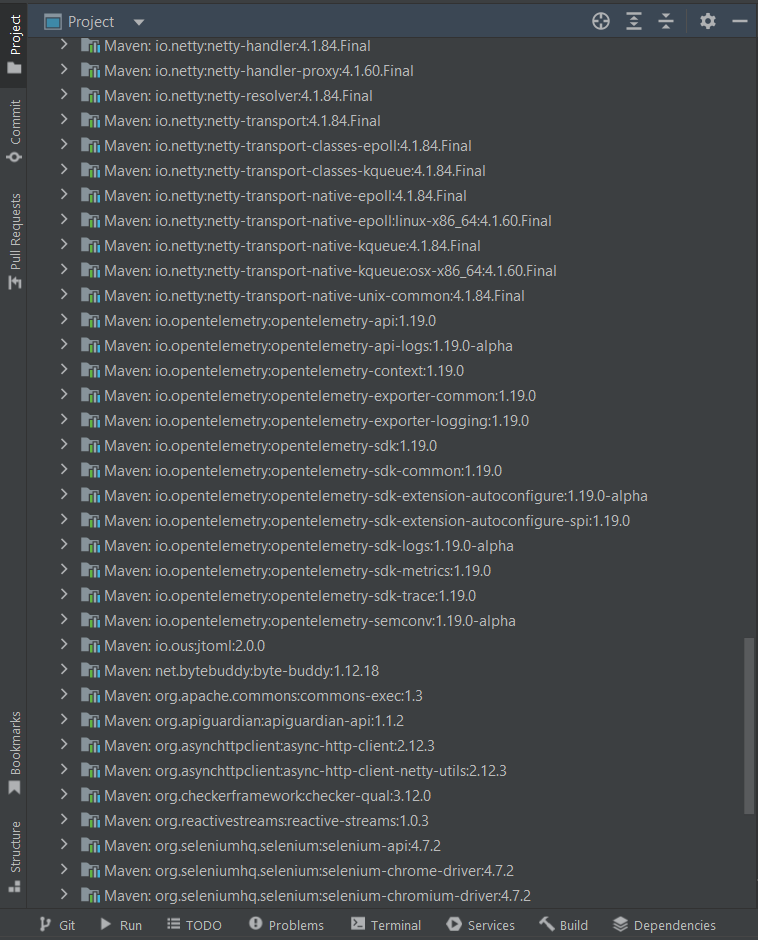 Project
Project
Commit
Pull Requests
Maven: io.netty:netty-handler:4.1.84.Final
Maven: io.netty:netty-handler-proxy:4.1.60.Final
Maven: io.netty:netty-resolver:4.1.84.Final
Maven: io.netty:netty-transport:4.1.84.Final
Maven: io.netty:netty-transport-classes-epoll:4.1.84.Final
Maven: io.netty:netty-transport-classes-kqueue:4.1.84.Final
Maven: io.netty:netty-transport-native-epoll:4.1.84.Final
Maven: io.netty:netty-transport-native-epoll:linux-x86_64:4.1.60.Final
Maven: io.netty:netty-transport-native-kqueue:4.1.84.Final
Maven: io.netty:netty-transport-native-kqueue:osx-x86_64:4.1.60.Final
Maven: io.netty:netty-transport-native-unix-common:4.1.84.Final
Maven: io.opentelemetry:opentelemetry-api:1.19.0
Maven: io.opentelemetry:opentelemetry-api-logs:1.19.0-alpha
Maven: io.opentelemetry:opentelemetry-context:1.19.0
Maven: io.opentelemetry:opentelemetry-exporter-common:1.19.0
Maven: io.opentelemetry:opentelemetry-exporter-logging:1.19.0
Maven: io.opentelemetry:opentelemetry-sdk:1.19.0
Maven: io.opentelemetry:opentelemetry-sdk-common:1.19.0
Maven: io.opentelemetry:opentelemetry-sdk-extension-autoconfigure:1.19.0-alpha
Maven: io.opentelemetry:opentelemetry-sdk-extension-autoconfigure-spi:1.19.0
Maven: io.opentelemetry:opentelemetry-sdk-logs:1.19.0-alpha
Maven: io.opentelemetry:opentelemetry-sdk-metrics:1.19.0
Maven: io.opentelemetry:opentelemetry-sdk-trace:1.19.0
Maven: io.opentelemetry:opentelemetry-semconv:1.19.0-alpha
Maven: io.ous:jtoml:2.0.0
Maven: net.bytebuddy:byte-buddy:1.12.18
Maven: org.apache.commons:commons-exec:1.3
Maven: org.apiguardian:apiguardian-api:1.1.2
Maven: org.asynchttpclient:async-http-client:2.12.3
Maven: org.asynchttpclient:async-http-client-netty-utils:2.12.3
Maven: org.checkerframework:checker-qual:3.12.0
Maven: org.reactivestreams:reactive-streams:1.0.3
Maven: org.seleniumhq.selenium:selenium-api:4.7.2
Maven: org.seleniumhq.selenium:selenium-chrome-driver:4.7.2
Maven: org.seleniumhq.selenium:selenium-chromium-driver:4.7.2
Bookmarks
Structure
Git Run TODO Problems Terminal Services Build Dependencies